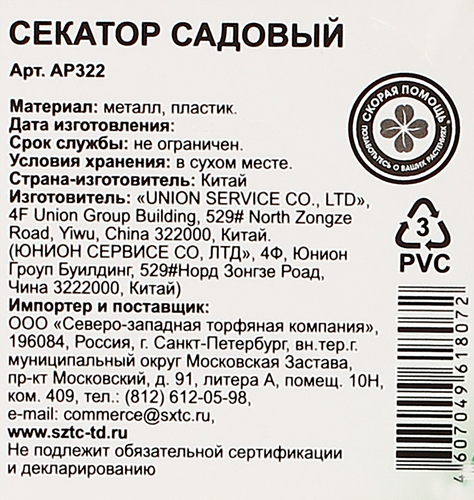 СЕКАТОР САДОВЫЙ
Арт. АР322
Материал: металл, пластик.
Дата изготовления:
Срок службы: не ограничен.
Условия хранения: в сухом месте.
Страна-изготовитель: Китай
Изготовитель: «UNION SERVICE CO., LTD»,
4F Union Group Building, 529# North Zongze
Road, Yiwu, China 322000, Китай.
(ЮНИОН СЕРВИСЕ СО, ЛТД», 4Ф, Юнион
Гроуп Буилдинг, 529#Норд Зонгзе Роад,
Чина 3222000, Китай)
Импортер и поставщик:
ООО «Северо-западная торфяная компания»,
196084, Россия, г. Санкт-Петербург, вн.тер.г.
муниципальный округ Московская Застава,
пр-кт Московский, д. 91, литера А, помещ. 10Н,
ком. 409, тел.: (812) 612-05-98,
e-mail: commerce@sxtc.ru,
www.sztc-td.ru
Не подлежит обязательной сертификации
и декларированию
СКОРАЯ ПОМОЩЬ
ПОЗАБОТЬТЕСЬ О ВАШИХ РАСТЕНИЯХ
3
PVC
4607049618072